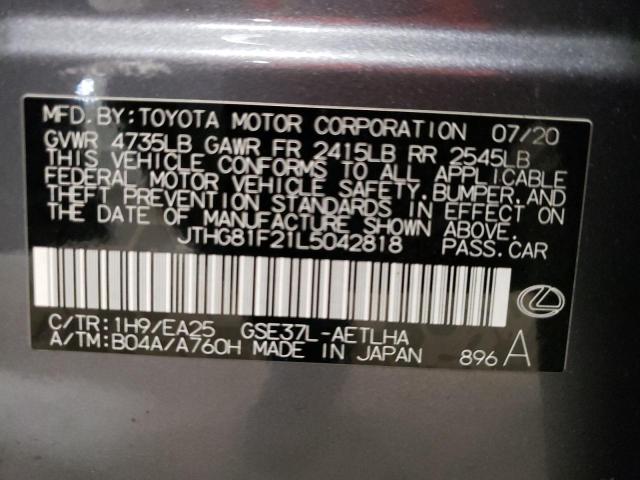 MFD. BY: TOYOTA MOTOR CORPORATION 07/20
GVWR 4735LB GAWR FR 2415LB RR 2545LB
THIS VEHICLE CONFORMS TO ALL APPLICABLE
FEDERAL MOTOR VEHICLE SAFETY, BUMPER, AND
THEFT PREVENTION STANDARDS IN EFFECT ON
THE DATE OF MANUFACTURE SHOWN ABOVE.
JTHG81F21L5042818 PASS.CAR
C/TR: 1H9/EA25 GSE37L-AETLHA
A/TM: B04A/A760H MADE IN JAPAN 896 A